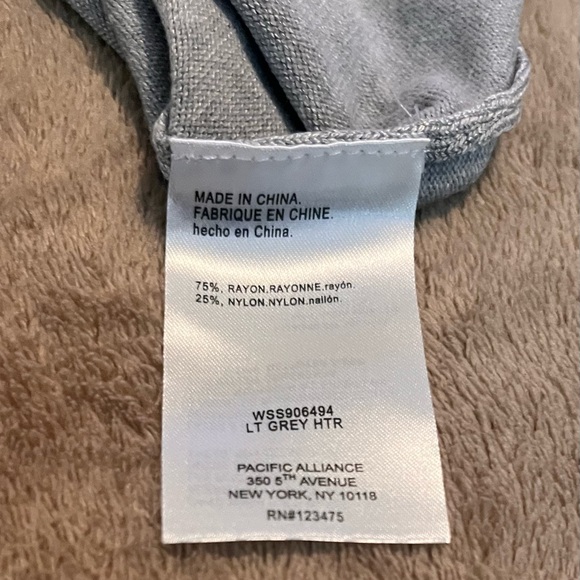 MADE IN CHINA.
FABRIQUE EN CHINE.
hecho en China.
75%, RAYON.RAYONNE.rayón.
25%, NYLON.NYLON.nailón.
WSS906494
LT GREY HTR
PACIFIC ALLIANCE
350 5TH AVENUE
NEW YORK, NY 10118
RN#123475